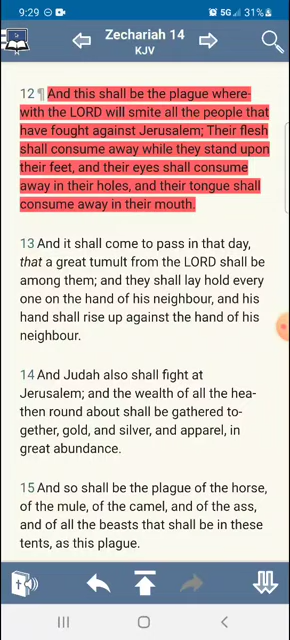 9:29 5G 31%
Zechariah 14
KJV
12 ¶ And this shall be the plague where-
with the LORD will smite all the people that
have fought against Jerusalem; Their flesh
shall consume away while they stand upon
their feet, and their eyes shall consume
away in their holes, and their tongue shall
consume away in their mouth.
13 And it shall come to pass in that day,
that a great tumult from the LORD shall be
among them; and they shall lay hold every
one on the hand of his neighbour, and his
hand shall rise up against the hand of his
neighbour.
14 And Judah also shall fight at
Jerusalem; and the wealth of all the hea-
then round about shall be gathered to-
gether, gold, and silver, and apparel, in
great abundance.
15 And so shall be the plague of the horse,
of the mule, of the camel, and of the ass,
and of all the beasts that shall be in these
tents, as this plague.